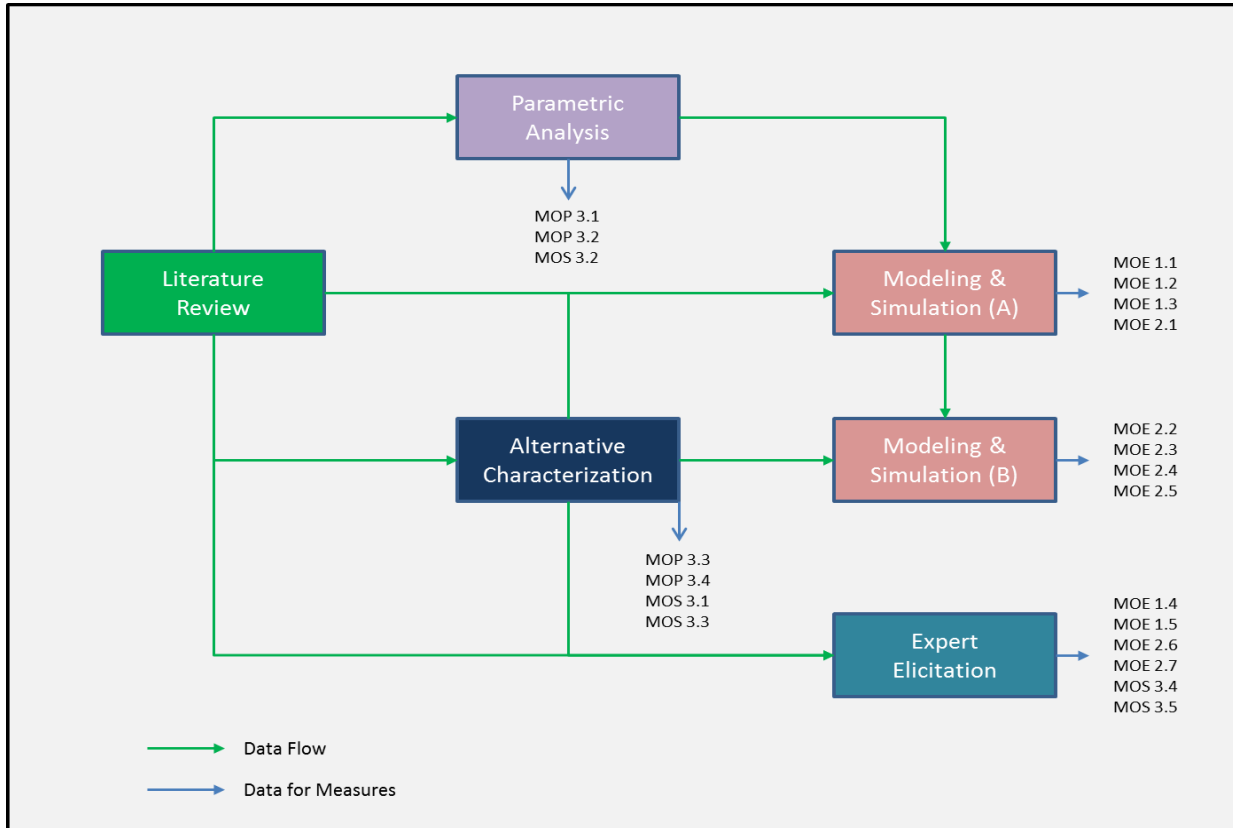 Parametric
Analysis
MOP 3.1
MOP 3.2
MOS 3.2
Literature
Review
Modeling &
Simulation (A)
MOE 1.1
MOE 1.2
MOE 1.3
MOE 2.1
Alternative
Characterization
Modeling &
Simulation (B)
MOE 2.2
MOE 2.3
MOE 2.4
MOE 2.5
MOP 3.3
MOP 3.4
MOS 3.1
MOS 3.3
Expert
Elicitation
MOE 1.4
MOE 1.5
MOE 2.6
MOE 2.7
MOS 3.4
MOS 3.5
Data Flow
Data for Measures